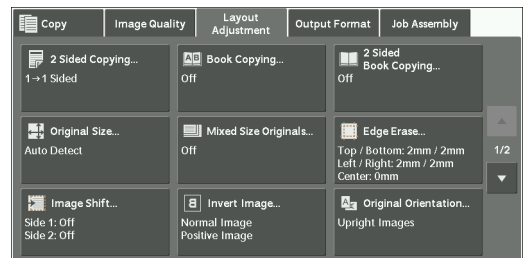 Copy
Image Quality
Layout
Adjustment
Output Format
Job Assembly
2 Sided Copying...
1→1 Sided
Book Copying...
Off
2 Sided
Book Copying...
Off
Original Size...
Auto Detect
Mixed Size Originals...
Off
Edge Erase...
Top / Bottom: 2mm / 2mm
Left / Right: 2mm / 2mm
Center: 0mm
1/2
Image Shift...
Side 1: Off
Side 2: Off
Invert Image...
Normal Image
Positive Image
Original Orientation...
Upright Images